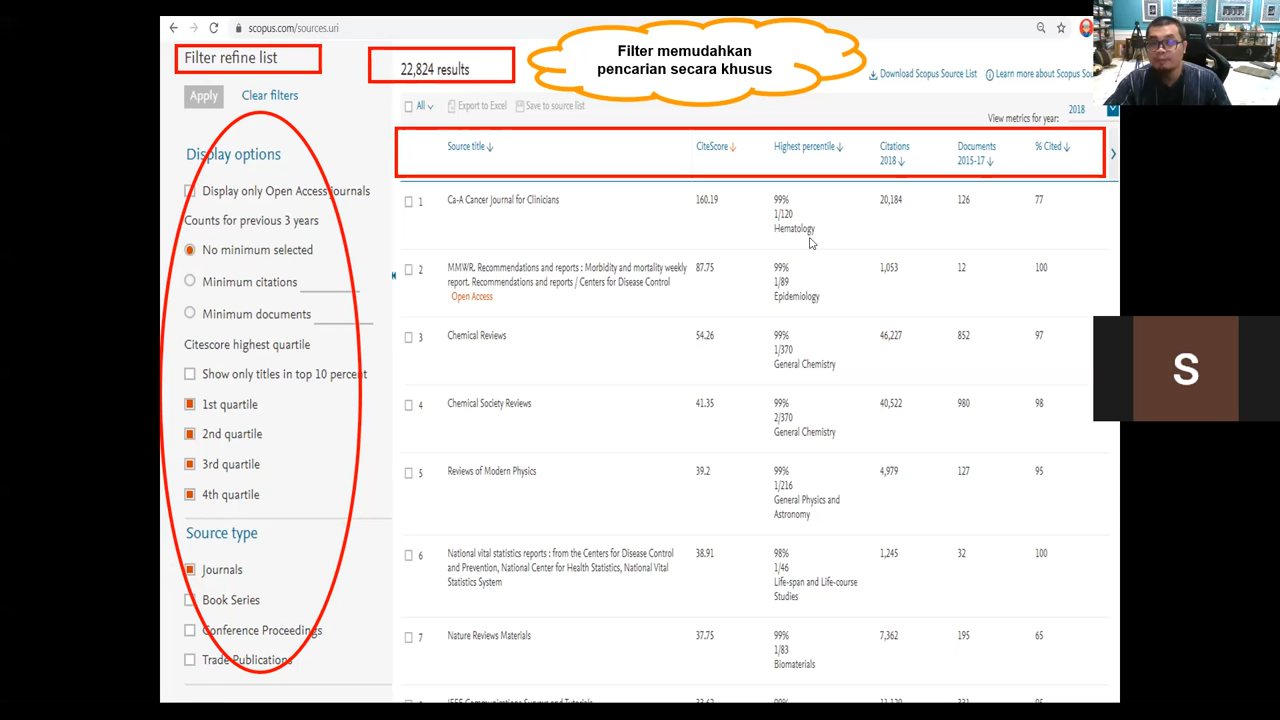 scopus.com/sources.uri
Filter refine list
22,824 results
Filter memudahkan
pencarian secara khusus
Download Scopus Source List
Learn more about Scopus Sou
Apply
Clear filters
All
Export to Excel
Save to source list
View metrics for year:
2018
Display options
Display only Open Access journals
Counts for previous 3 years
No minimum selected
Minimum citations
Minimum documents
Citescore highest quartile
Show only titles in top 10 percent
1st quartile
2nd quartile
3rd quartile
4th quartile
Source type
Journals
Book Series
Conference Proceedings
Trade Publications
Source title
CiteScore
Highest percentile
Citations
2018
Documents
2015-17
% Cited
1
Ca-A Cancer Journal for Clinicians
160.19
99%
1/120
Hematology
20,184
126
77
2
MMWR. Recommendations and reports : Morbidity and mortality weekly
report. Recommendations and reports / Centers for Disease Control
Open Access
87.75
99%
1/89
Epidemiology
1,053
12
100
3
Chemical Reviews
54.26
99%
1/370
General Chemistry
46,227
852
97
4
Chemical Society Reviews
41.35
99%
2/370
General Chemistry
40,522
980
98
5
Reviews of Modern Physics
39.2
99%
1/216
General Physics and
Astronomy
4,979
127
95
6
National vital statistics reports : from the Centers for Disease Control
and Prevention, National Center for Health Statistics, National Vital
Statistics System
38.91
98%
1/46
Life-span and Life-course
Studies
1,245
32
100
7
Nature Reviews Materials
37.75
99%
1/83
Biomaterials
7,362
195
65
S